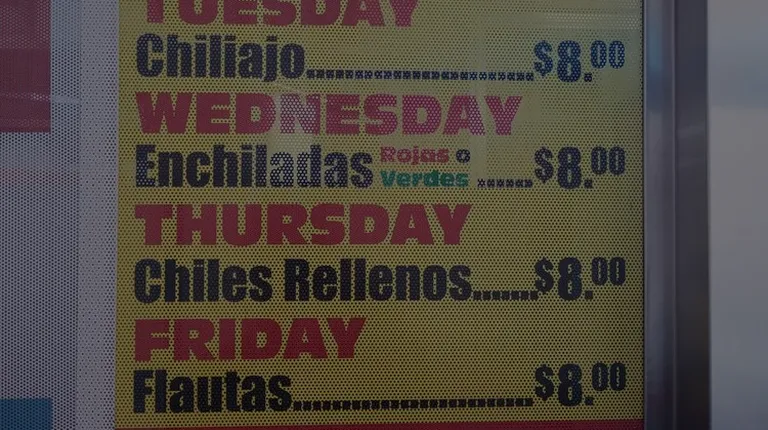 TUESDAY
Chiliajo........................$8.00
WEDNESDAY
Enchiladas Rojas o Verdes ......$8.00
THURSDAY
Chiles Rellenos.......$8.00
FRIDAY
Flautas..........................$8.00